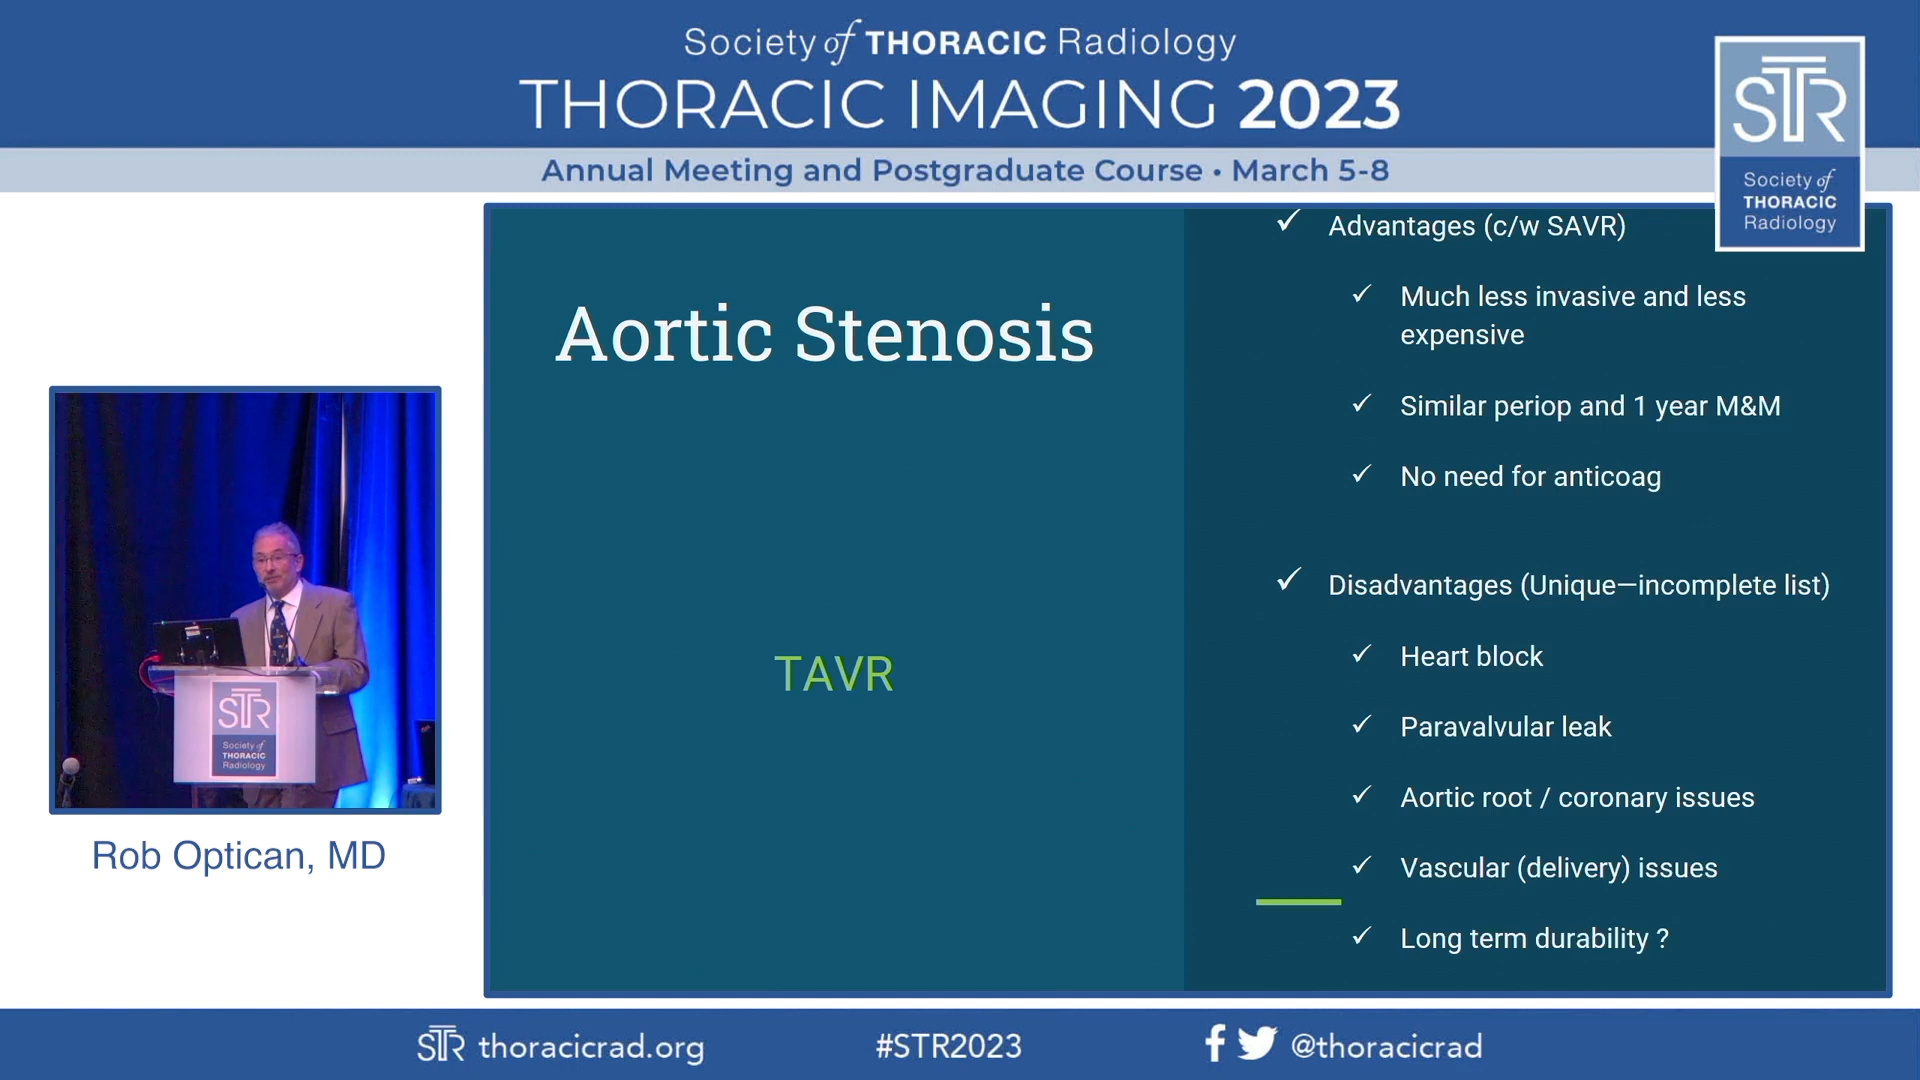 Society of THORACIC Radiology
THORACIC IMAGING 2023
Annual Meeting and Postgraduate Course • March 5-8
STR
Society of
THORACIC
Radiology
Aortic Stenosis
TAVR
Advantages (c/w SAVR)
Much less invasive and less
expensive
Similar periop and 1 year M&M
No need for anticoag
Disadvantages (Unique—incomplete list)
Heart block
Paravalvular leak
Aortic root / coronary issues
Vascular (delivery) issues
Long term durability ?
STR
Society of
THORACIC
Radiology
Rob Optican, MD
STR thoracicrad.org
#STR2023
@thoracicrad